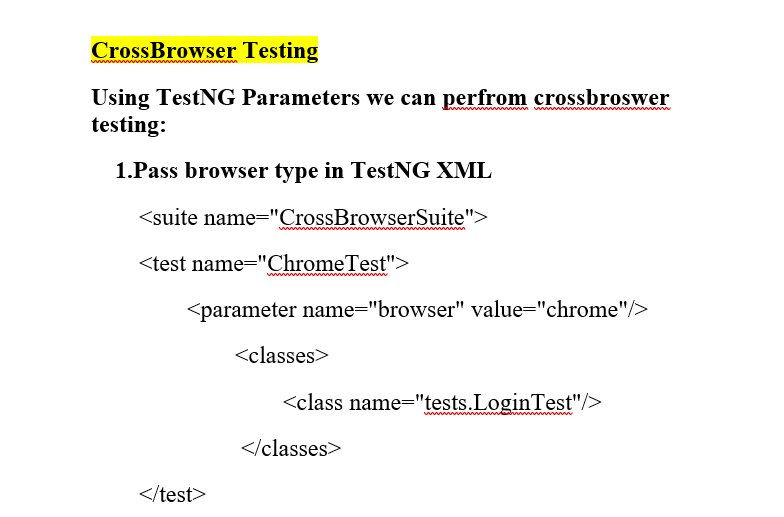 CrossBrowser Testing
Using TestNG Parameters we can perfrom crossbroswer
testing:
1.Pass browser type in TestNG XML
<suite name="CrossBrowserSuite">
<test name="ChromeTest">
<parameter name="browser" value="chrome"/>
<classes>
<class name="tests.LoginTest"/>
</classes>
</test>